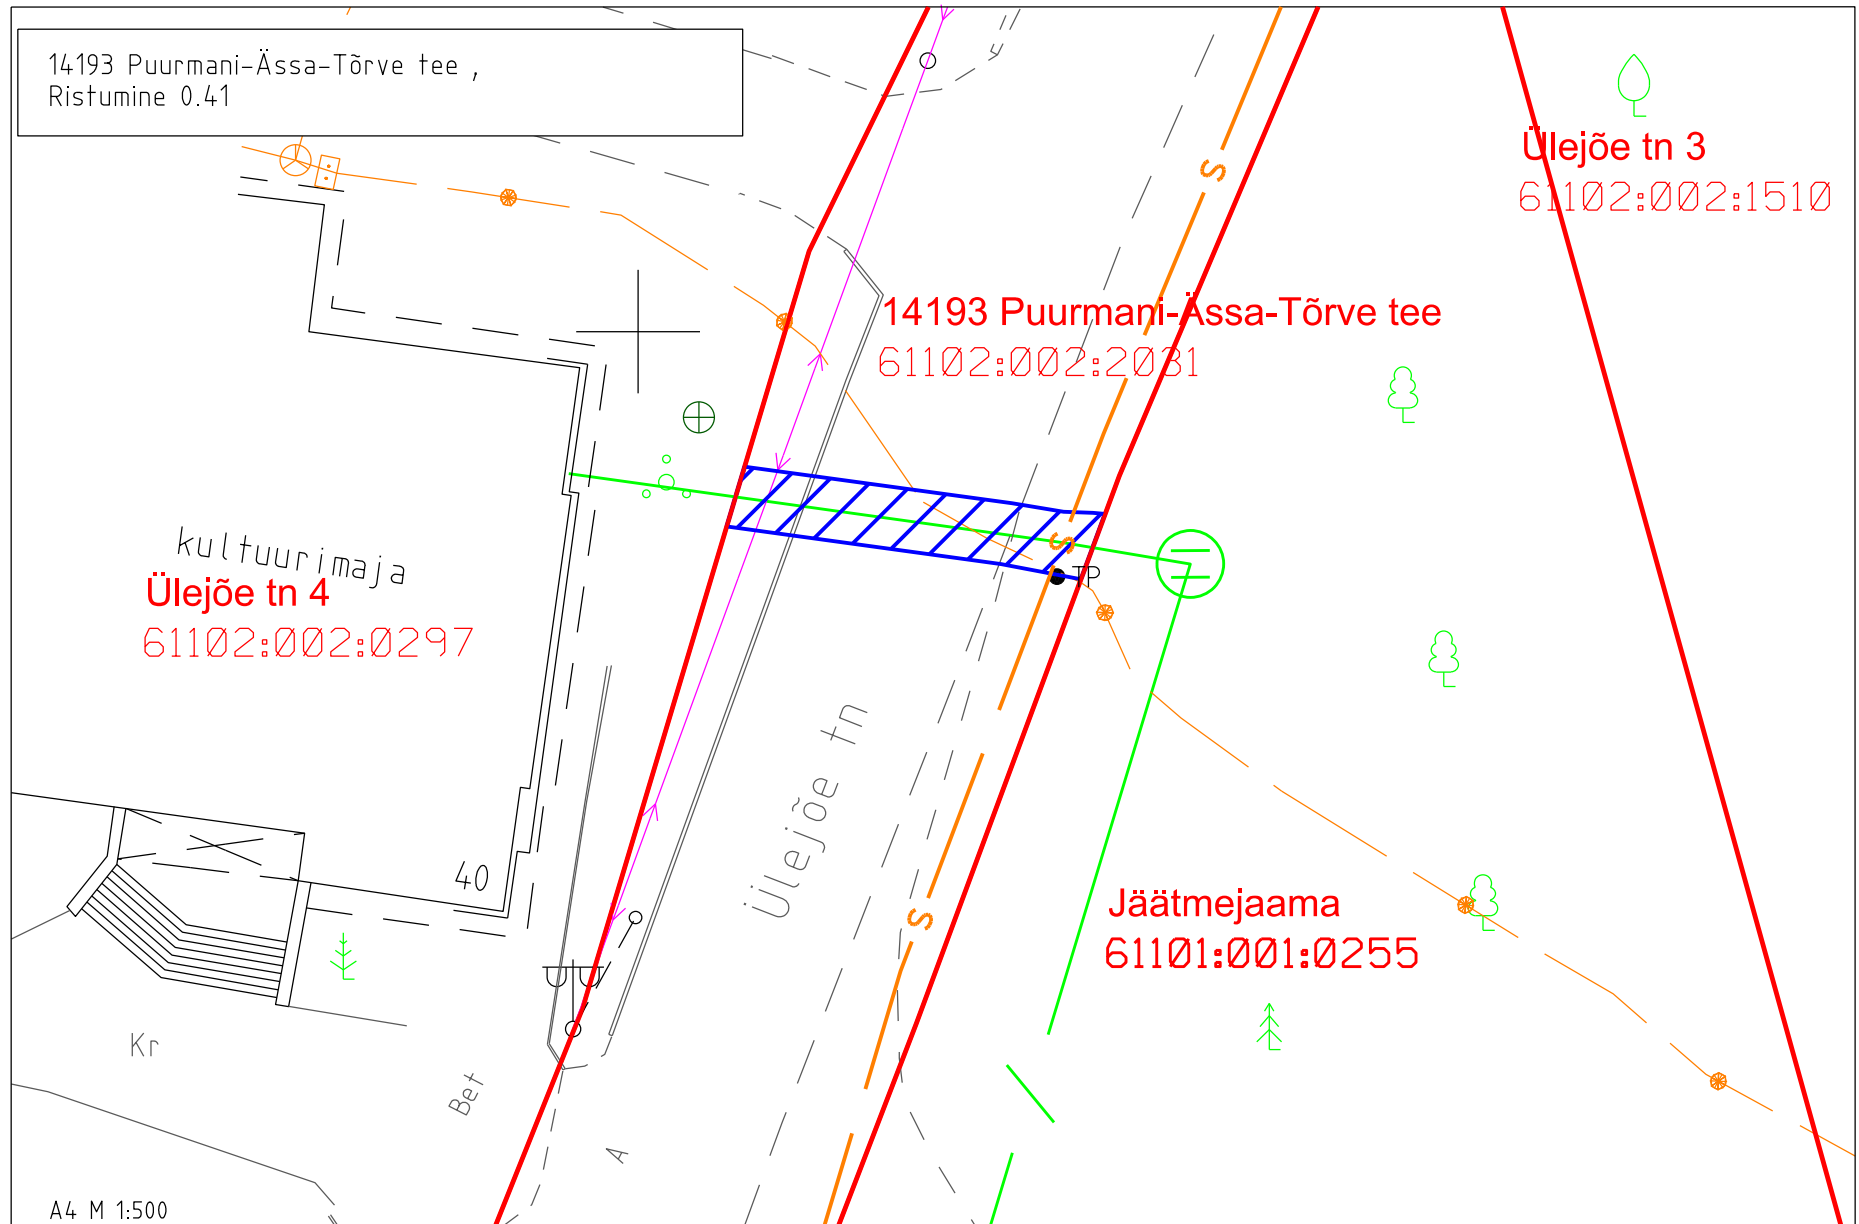 14193 Puurmani-Ässa-Tõrve tee ,
Ristumine 0.41
Ülejõe tn 3
61102:002:1510
S
14193 Puurmani-Ässa-Tõrve tee
61102:002:2031
kultuurimaja
Ülejõe tn 4
61102:002:0297
S
TP
Ülejõe tn
40
S
Jäätmejaama
61101:001:0255
Kr
Bet
A
A4 M 1:500